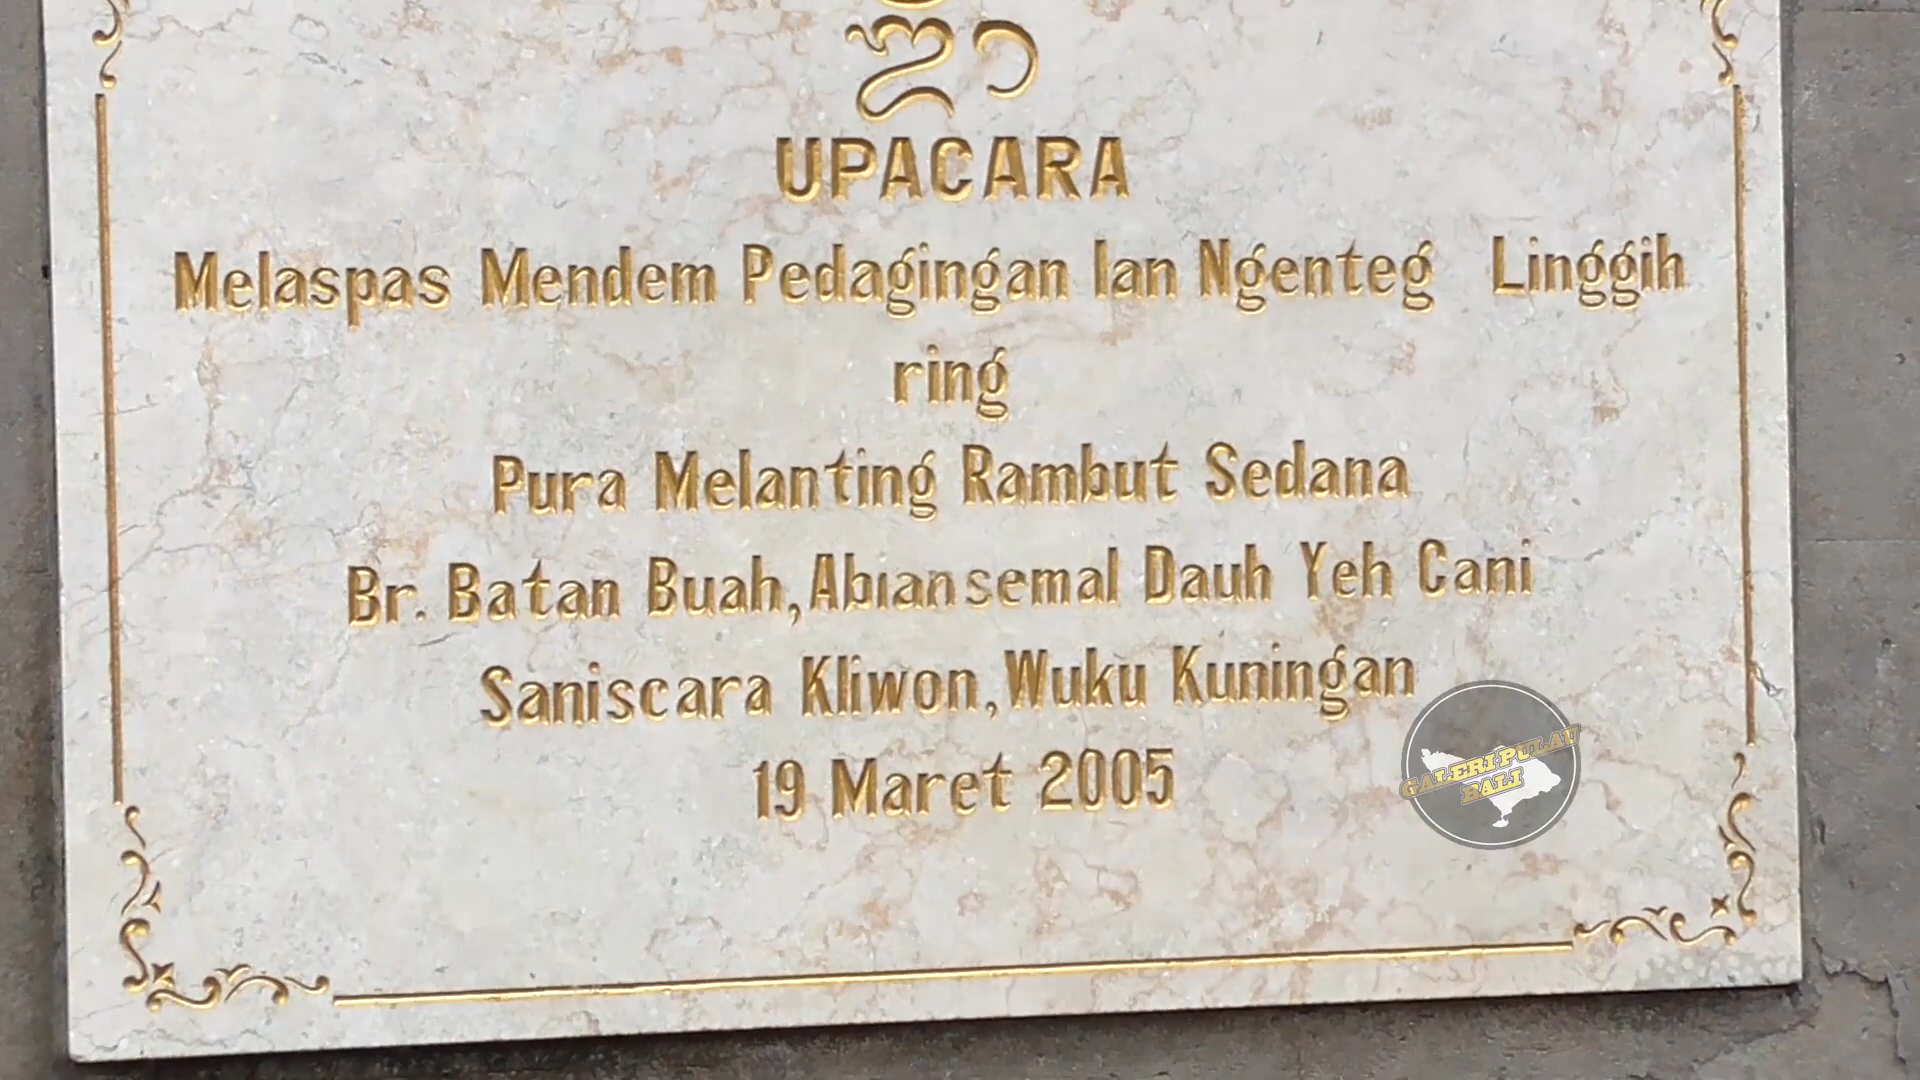 UPACARA
Melaspas Mendem Pedagingan lan Ngenteg Linggih
ring
Pura Melanting Rambut Sedana
Br. Batan Buah, Abiansemal Dauh Yeh Cani
Saniscara Kliwon, Wuku Kuningan
19 Maret 2005
GALERI PULAU
BALI